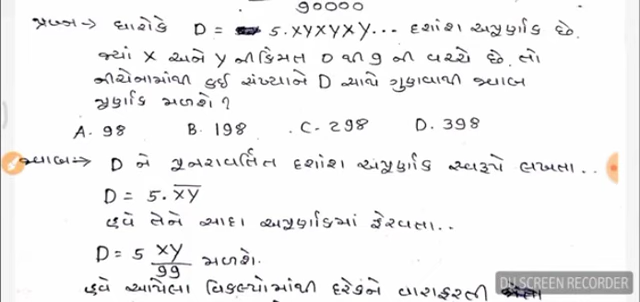 90000
પ્રશ્ન → ધારોકે D = 5.XYXYXY... દશાંશ અપૂર્ણાંક છે.
જ્યાં X અને Y ની કિંમત 0 થી 9 ની વચ્ચે છે. તો
નીચેનામાંથી કઈ સંખ્યાને D સાથે ગુણવાથી જવાબ
પૂર્ણાંક મળશે ?
A. 98 B. 198 . C. 298 D. 398
જવાબ → D ને પુનરાવર્તિત દશાંશ અપૂર્ણાંક સ્વરૂપે લખતા . .
D = 5.\overline{XY}
હવે તેને સાદા અપૂર્ણાંકમાં ફેરવતા . .
D = 5 XY/99 મળશે.
હવે આપેલા વિકલ્પોમાંથી દરેકને વારાફરતી
DU SCREEN RECORDER